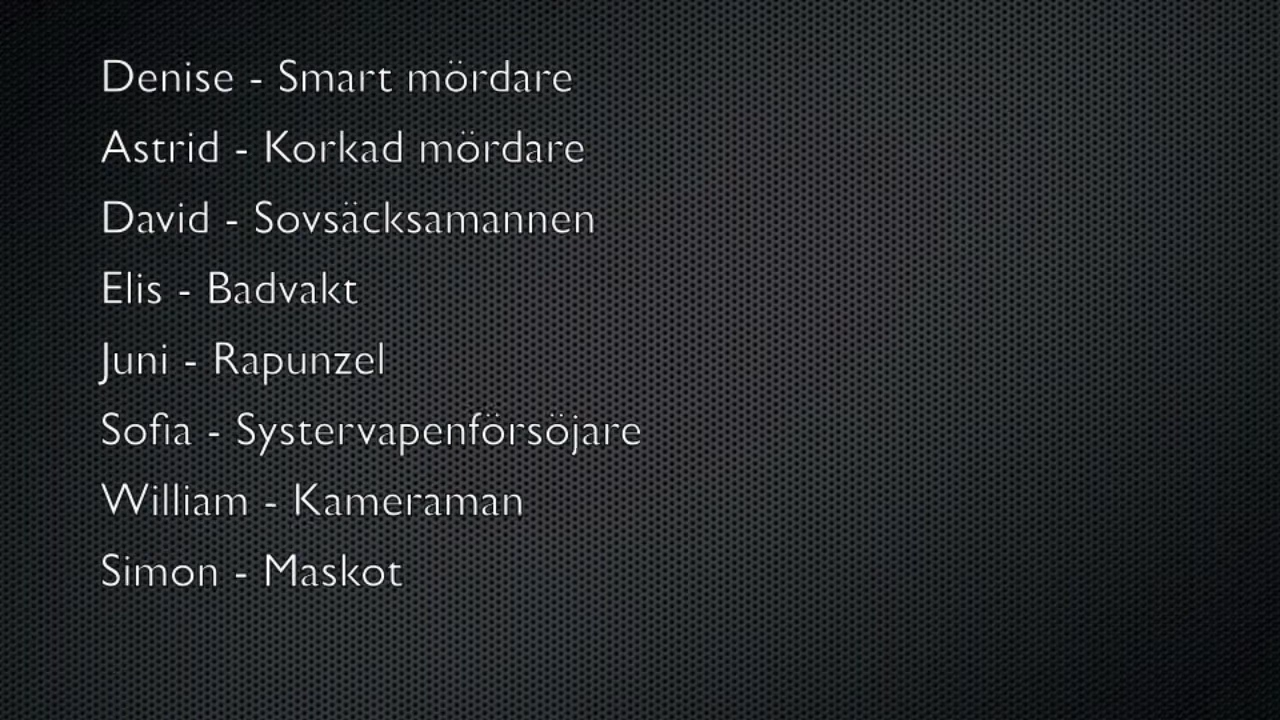 Denise - Smart mördare
Astrid - Korkad mördare
David - Sovsäcksamannen
Elis - Badvakt
Juni - Rapunzel
Sofia - Systervapenförsöjare
William - Kameraman
Simon - Maskot